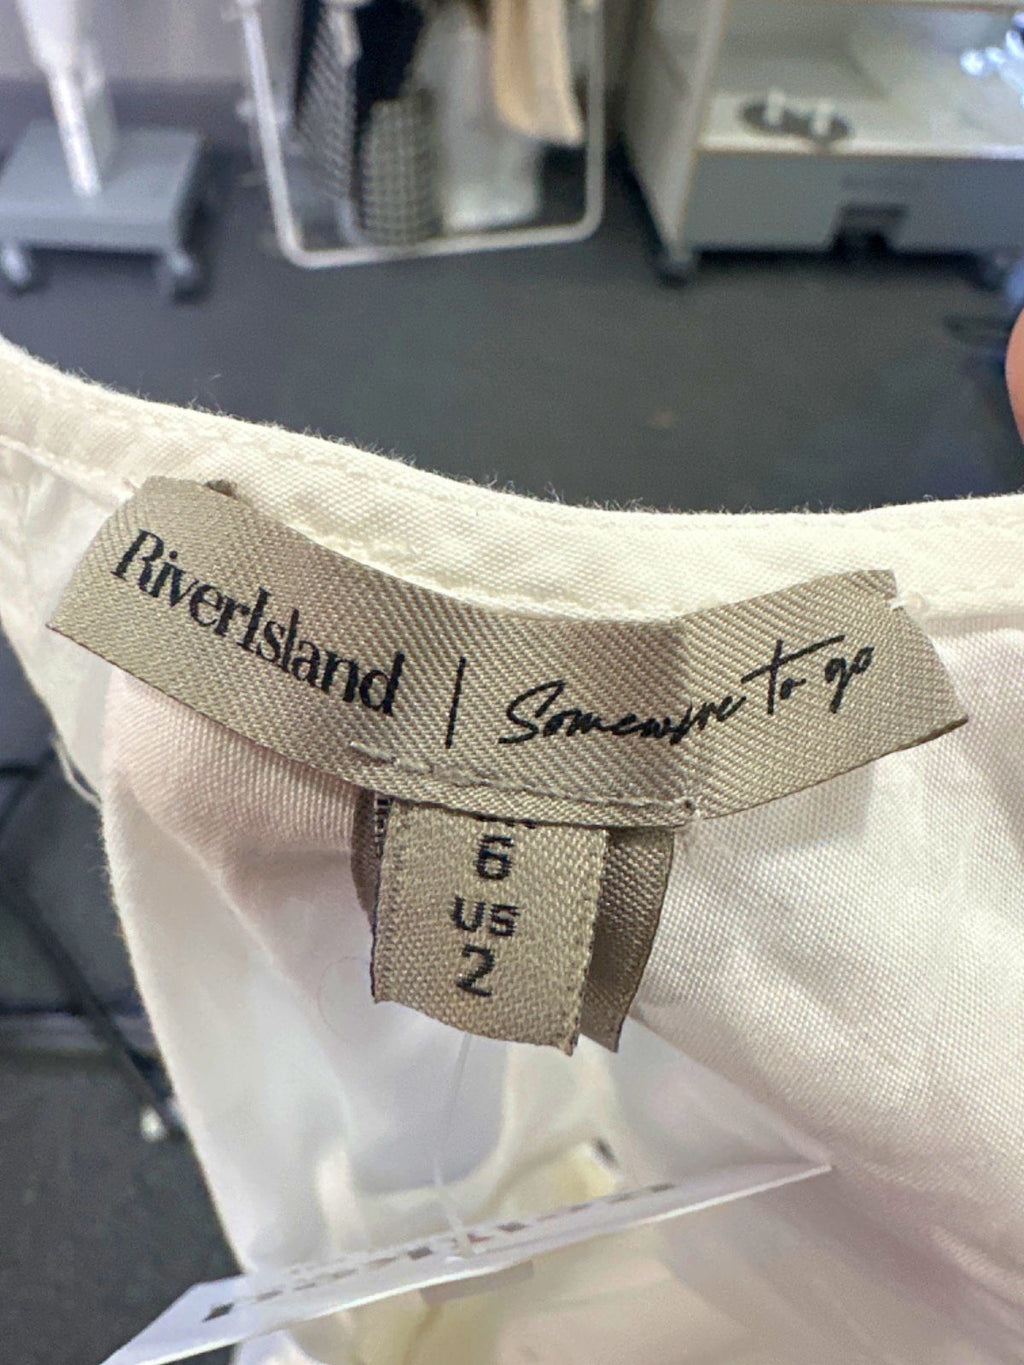 RiverIsland | Somewhere to go
6
US
2